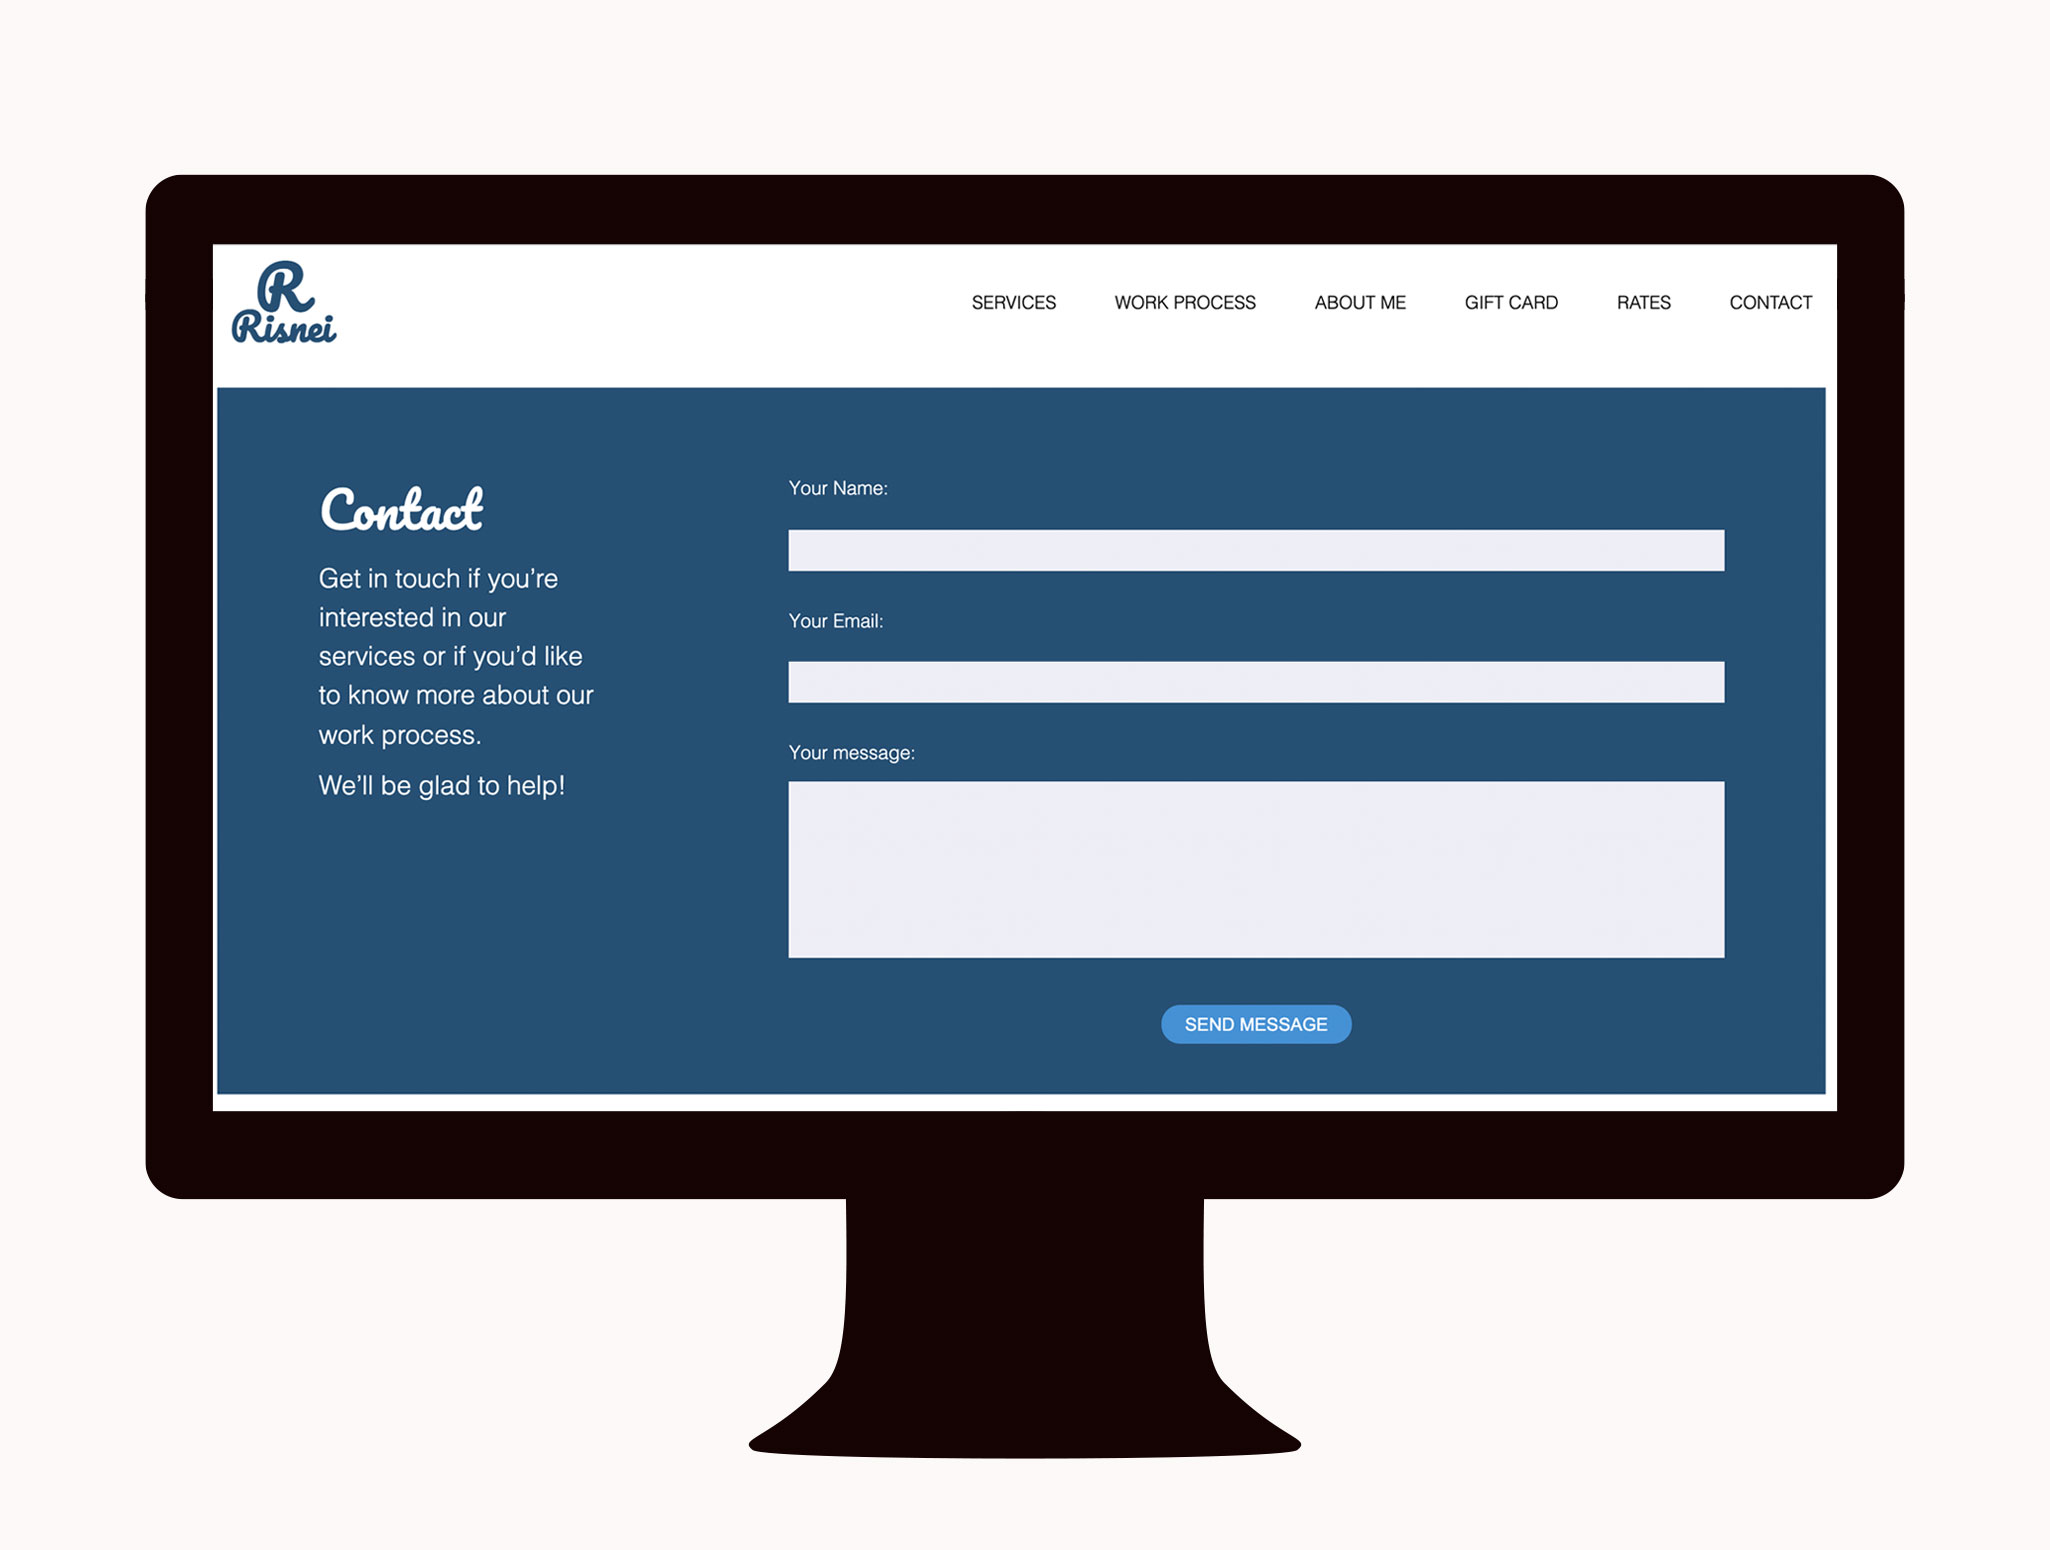 R
Risnei
SERVICES WORK PROCESS ABOUT ME GIFT CARD RATES CONTACT
Contact
Get in touch if you’re
interested in our
services or if you’d like
to know more about our
work process.
We’ll be glad to help!
Your Name:
Your Email:
Your message:
SEND MESSAGE